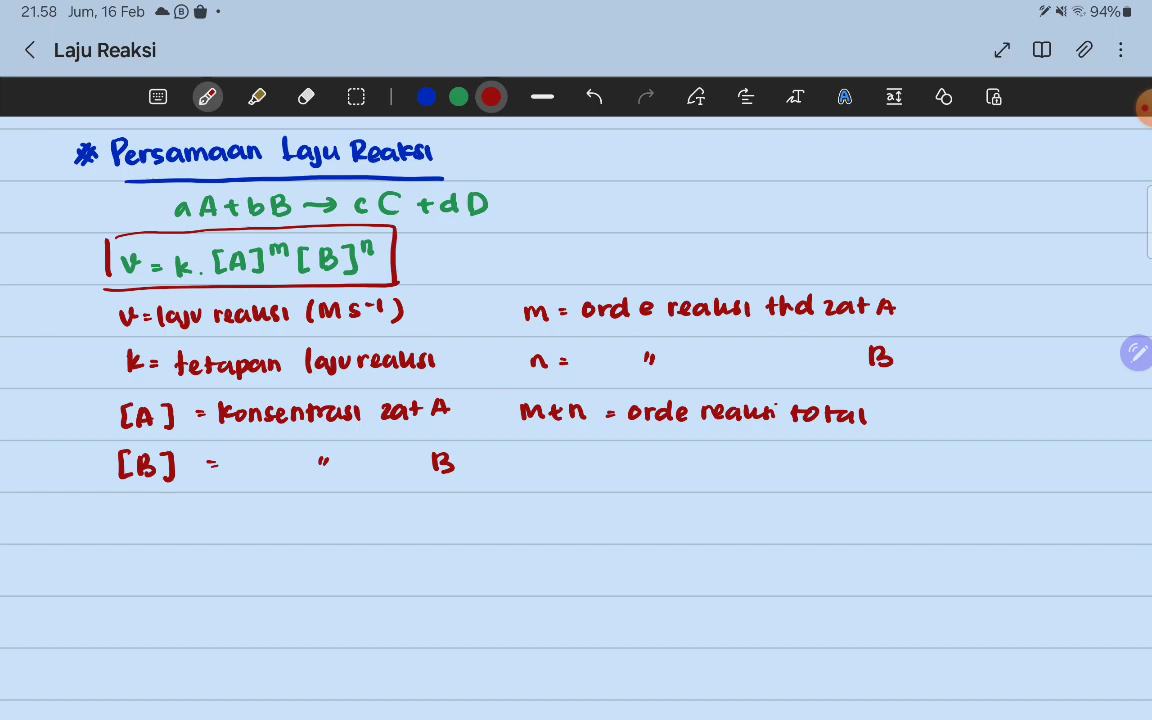 21.58 Jum, 16 Feb 94%
Laju Reaksi
* Persamaan Laju Reaksi
aA + bB → cC + dD
v = k . [A]^m [B]^n
v = laju reaksi (M s⁻¹)
k = tetapan laju reaksi
[A] = Konsentrasi zat A
[B] = " B
m = orde reaksi thd zat A
n = " B
m + n = orde reaksi total